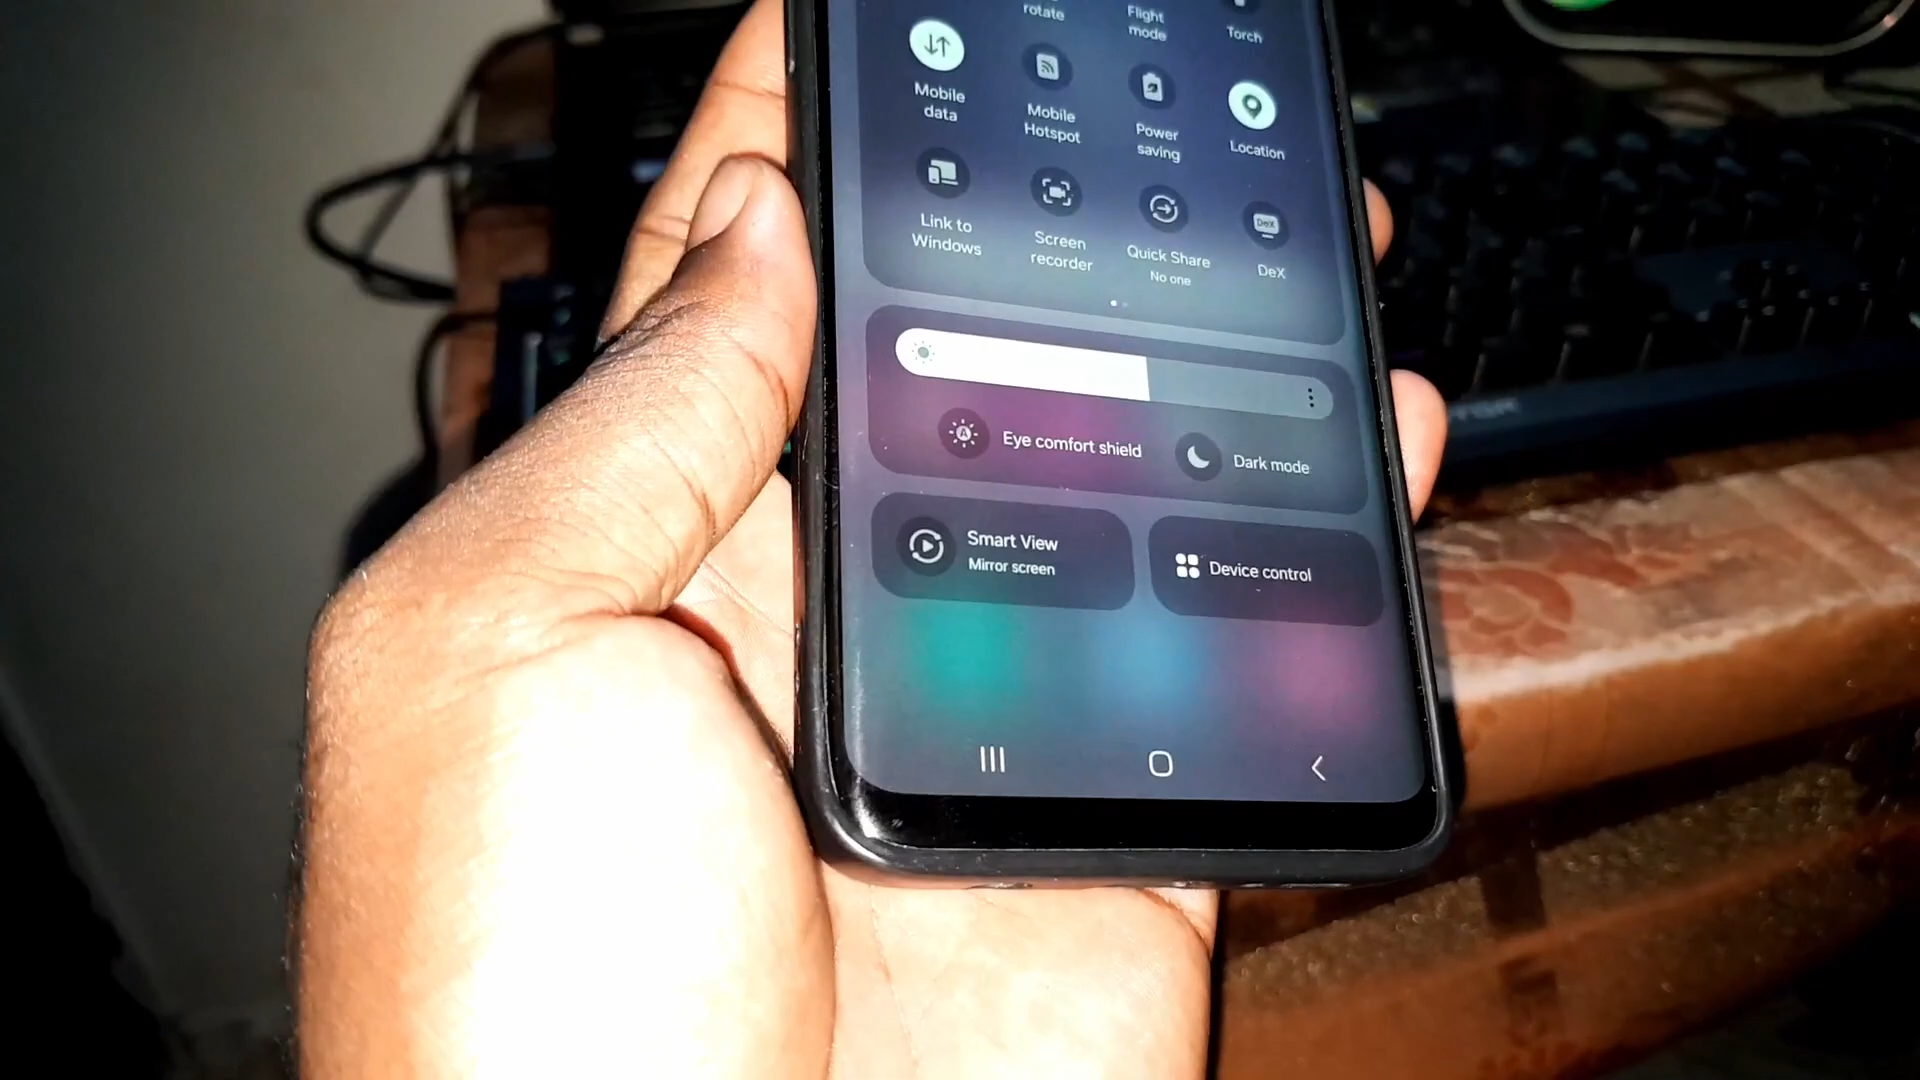 rotate
Flight
mode
Torch
Mobile
data
Mobile
Hotspot
Power
saving
Location
Link to
Windows
Screen
recorder
Quick Share
No one
DeX
DeX
Eye comfort shield
Dark mode
Smart View
Mirror screen
Device control